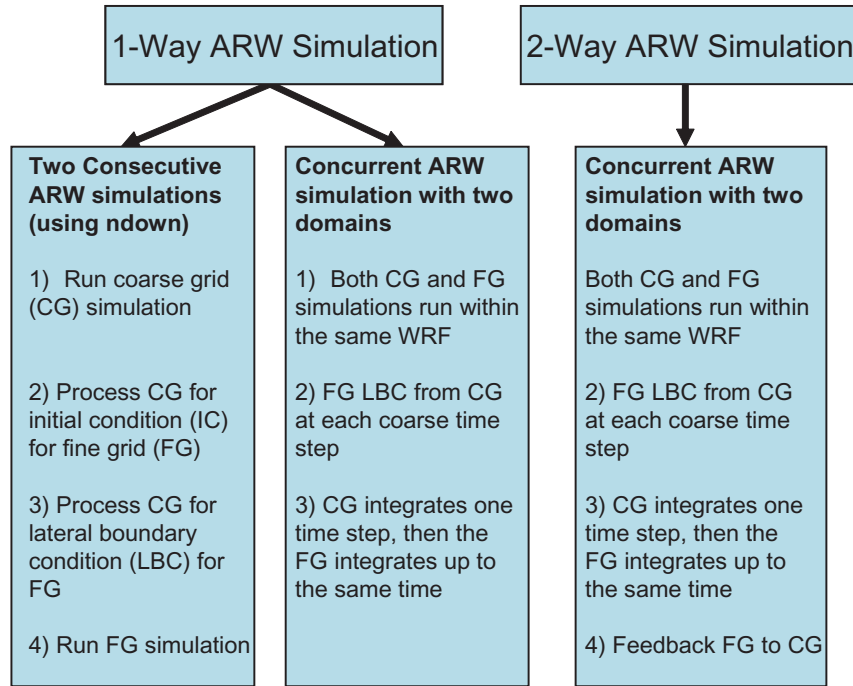 1-Way ARW Simulation
2-Way ARW Simulation
Two Consecutive
ARW simulations
(using ndown)
1) Run coarse grid
(CG) simulation
2) Process CG for
initial condition (IC)
for fine grid (FG)
3) Process CG for
lateral boundary
condition (LBC) for
FG
4) Run FG simulation
Concurrent ARW
simulation with two
domains
1) Both CG and FG
simulations run within
the same WRF
2) FG LBC from CG
at each coarse time
step
3) CG integrates one
time step, then the
FG integrates up to
the same time
Concurrent ARW
simulation with two
domains
Both CG and FG
simulations run within
the same WRF
2) FG LBC from CG
at each coarse time
step
3) CG integrates one
time step, then the
FG integrates up to
the same time
4) Feedback FG to CG